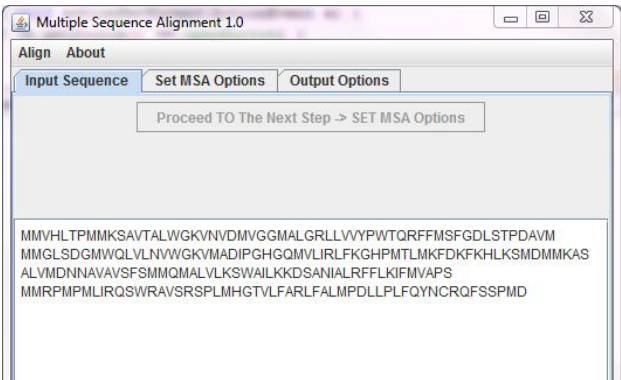 Multiple Sequence Alignment 1.0
Align About
Input Sequence Set MSA Options Output Options
Proceed TO The Next Step -> SET MSA Options
MMVHLTPMMKSAVTALWGKVNVDMVGGMALGRLLVVYPWTQRFFMSFGDLSTPDAVM
MMGLSDGMWQLVLNVWGKVMADIPGHGQMVLIRLFKGHPMTLMKFDKFKHLKSMDMMKAS
ALVMDNNAVAVSFSMMQMALVLKSWAILKKDSANIALRFFLKIFMVAPS
MMRPMPMLIRQSWRAVSRSPLMHGTVLFARLFALMPDLLPLFQYNCRQFSSPMD